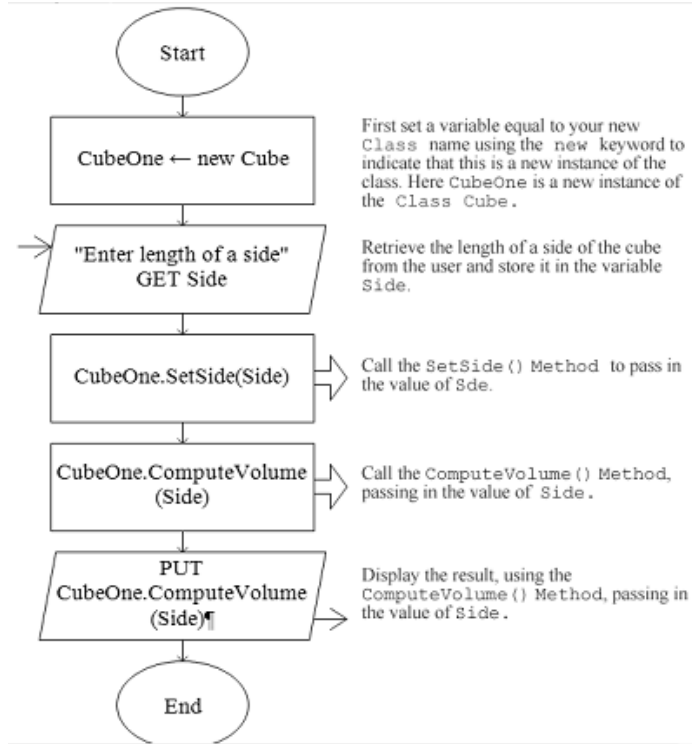 Start
CubeOne ← new Cube
First set a variable equal to your new
Class name using the new keyword to
indicate that this is a new instance of the
class. Here CubeOne is a new instance of
the Class Cube.
"Enter length of a side"
GET Side
Retrieve the length of a side of the cube
from the user and store it in the variable
Side.
CubeOne.SetSide(Side)
Call the SetSide() Method to pass in
the value of Sde.
CubeOne.ComputeVolume
(Side)
Call the ComputeVolume() Method,
passing in the value of Side.
PUT
CubeOne.ComputeVolume
(Side)¶
Display the result, using the
ComputeVolume() Method, passing in
the value of Side.
End